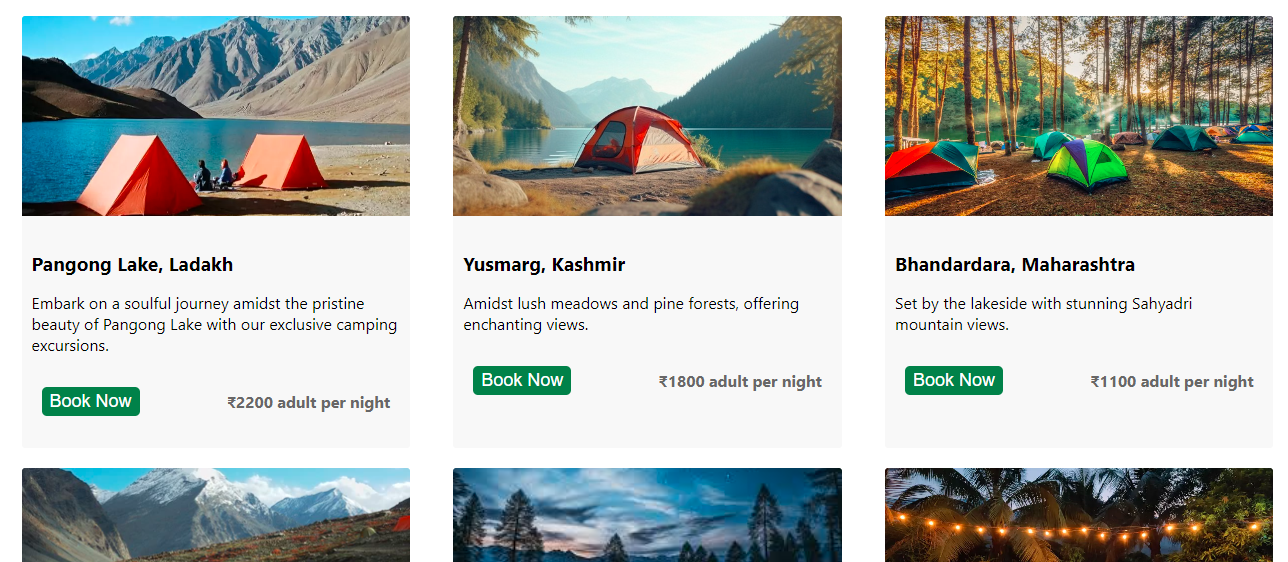 Pangong Lake, Ladakh
Embark on a soulful journey amidst the pristine
beauty of Pangong Lake with our exclusive camping
excursions.
Book Now
₹2200 adult per night
Yusmarg, Kashmir
Amidst lush meadows and pine forests, offering
enchanting views.
Book Now
₹1800 adult per night
Bhandardara, Maharashtra
Set by the lakeside with stunning Sahyadri
mountain views.
Book Now
₹1100 adult per night